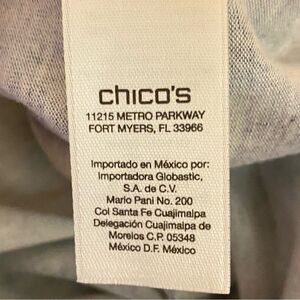 chico's
11215 METRO PARKWAY
FORT MYERS, FL 33966
Importado en México por:
Importadora Globastic,
S.A. de C.V.
Mario Pani No. 200
Col Santa Fe Cuajimalpa
Delegación Cuajimalpa de
Morelos C.P. 05348
México D.F. México